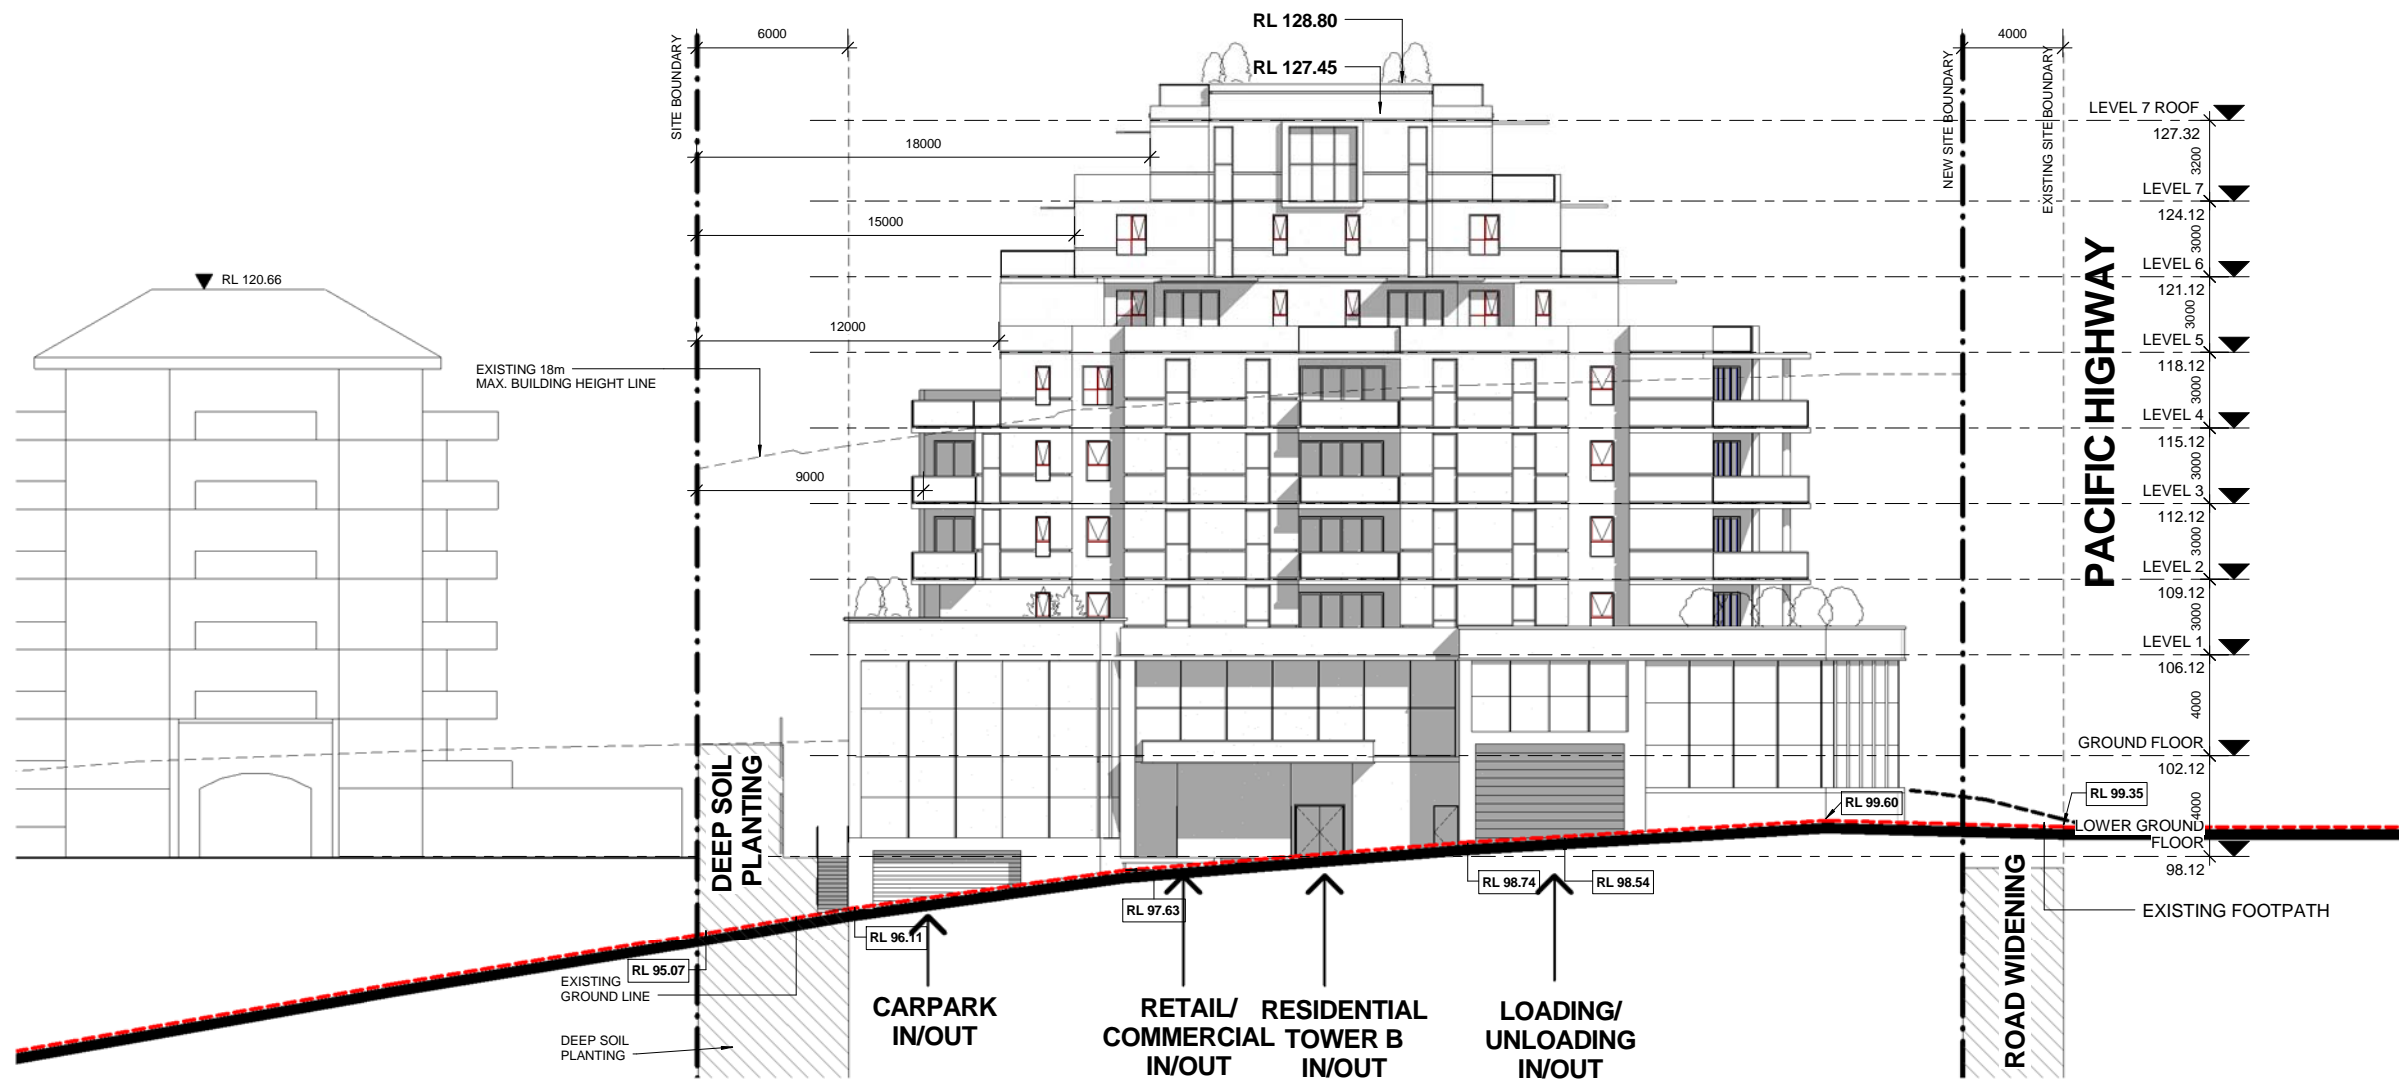 RL 128.80
RL 127.45
6000
4000
SITE BOUNDARY
NEW SITE BOUNDARY
EXISTING SITE BOUNDARY
18000
15000
12000
9000
RL 120.66
EXISTING 18m
MAX. BUILDING HEIGHT LINE
LEVEL 7 ROOF
127.32
3200
LEVEL 7
124.12
3000
LEVEL 6
121.12
3000
LEVEL 5
118.12
3000
LEVEL 4
115.12
3000
LEVEL 3
112.12
3000
LEVEL 2
109.12
3000
LEVEL 1
106.12
4000
GROUND FLOOR
102.12
4000
LOWER GROUND
FLOOR
98.12
PACIFIC HIGHWAY
DEEP SOIL
PLANTING
RL 99.60
RL 99.35
RL 98.74
RL 98.54
RL 97.63
RL 96.11
RL 95.07
EXISTING
GROUND LINE
DEEP SOIL
PLANTING
CARPARK
IN/OUT
RETAIL/
COMMERCIAL
IN/OUT
RESIDENTIAL
TOWER B
IN/OUT
LOADING/
UNLOADING
IN/OUT
ROAD WIDENING
EXISTING FOOTPATH